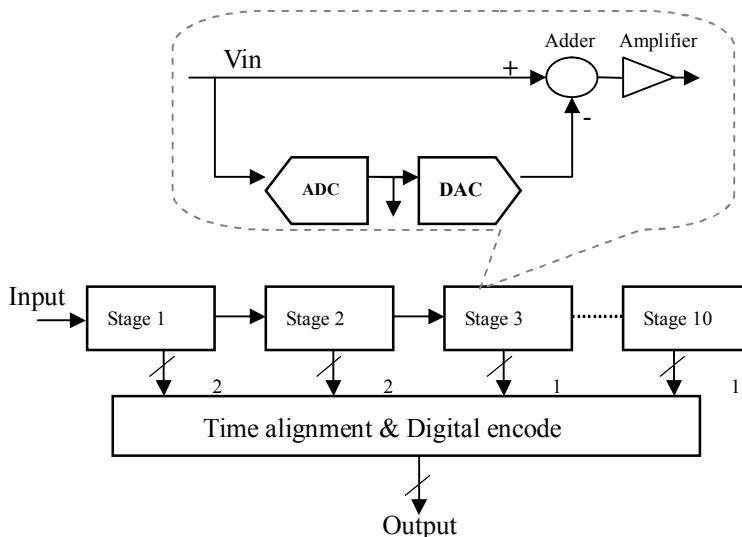 Adder Amplifier
Vin
+
-
ADC
DAC
Input
Stage 1
Stage 2
Stage 3
Stage 10
2
2
1
1
Time alignment & Digital encode
Output